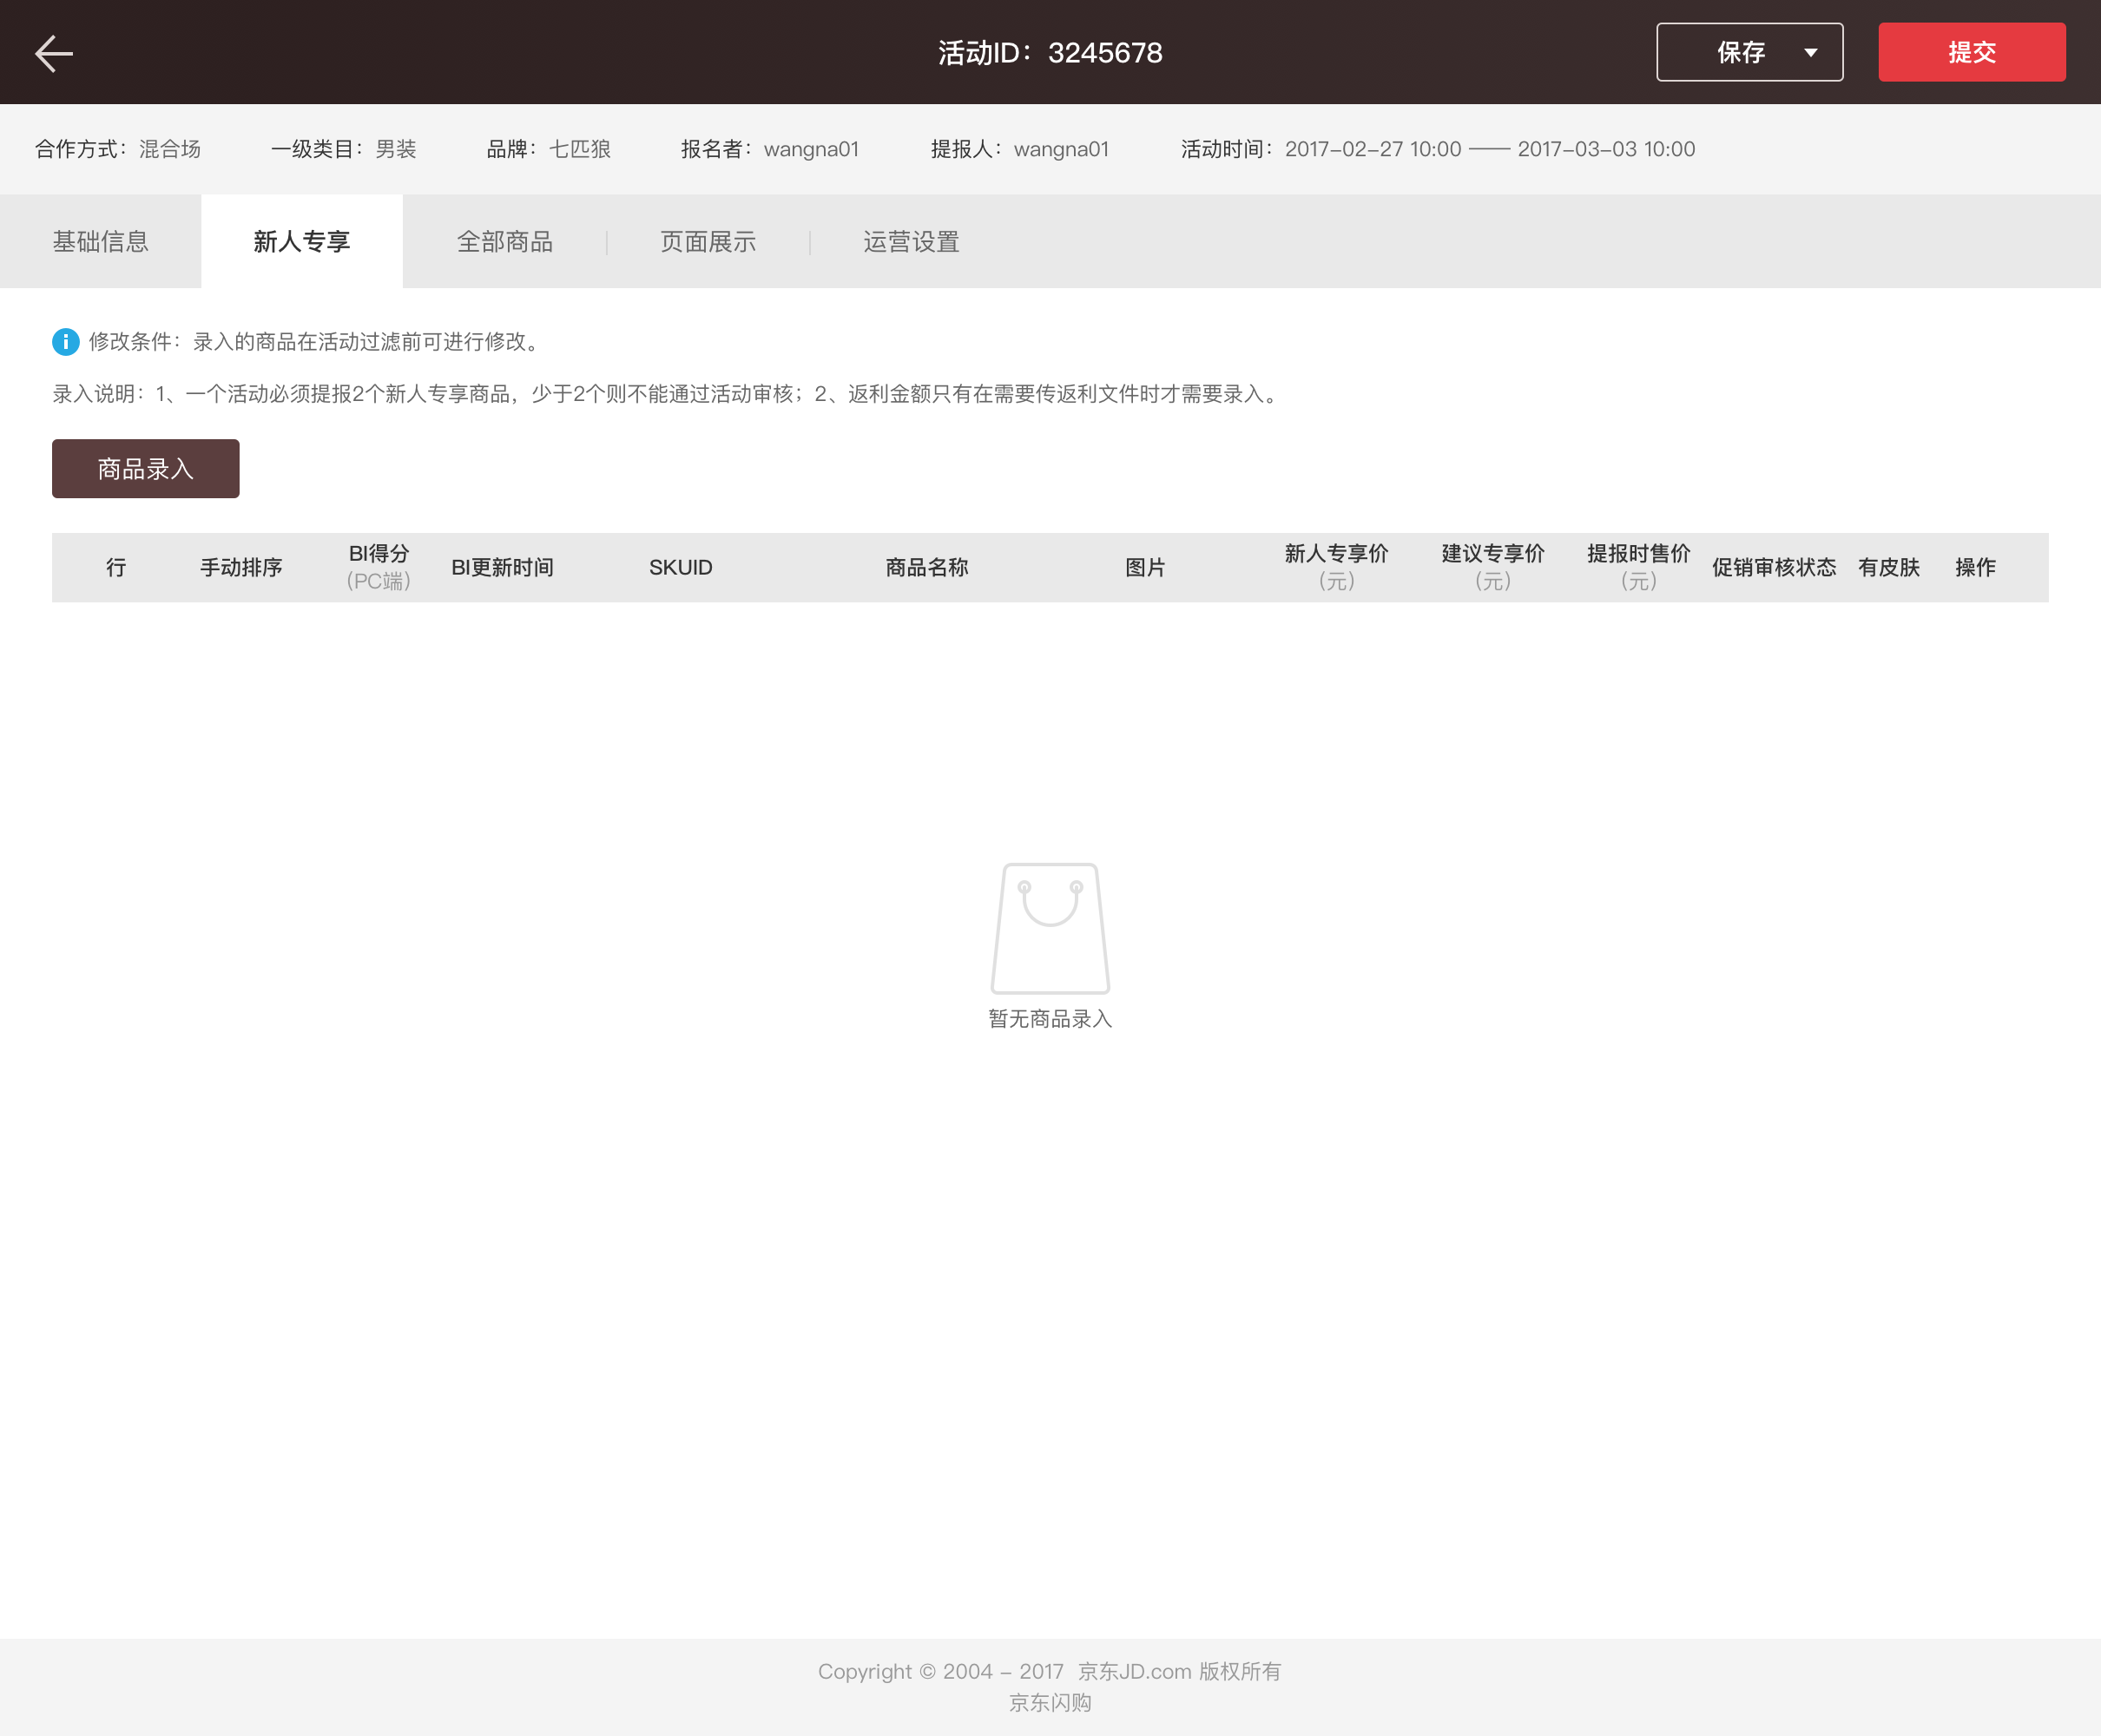 活动ID：3245678
保存
提交
合作方式：混合场 一级类目：男装 品牌：七匹狼 报名者：wangna01 提报人：wangna01 活动时间：2017-02-27 10:00 —— 2017-03-03 10:00
基础信息 新人专享 全部商品 页面展示 运营设置
修改条件：录入的商品在活动过滤前可进行修改。
录入说明：1、一个活动必须提报2个新人专享商品，少于2个则不能通过活动审核；2、返利金额只有在需要传返利文件时才需要录入。
商品录入
行 手动排序 BI得分 (PC端) BI更新时间 SKUID 商品名称 图片 新人专享价 (元) 建议专享价 (元) 提报时售价 (元) 促销审核状态 有皮肤 操作
暂无商品录入
Copyright © 2004 - 2017 京东JD.com 版权所有
京东闪购